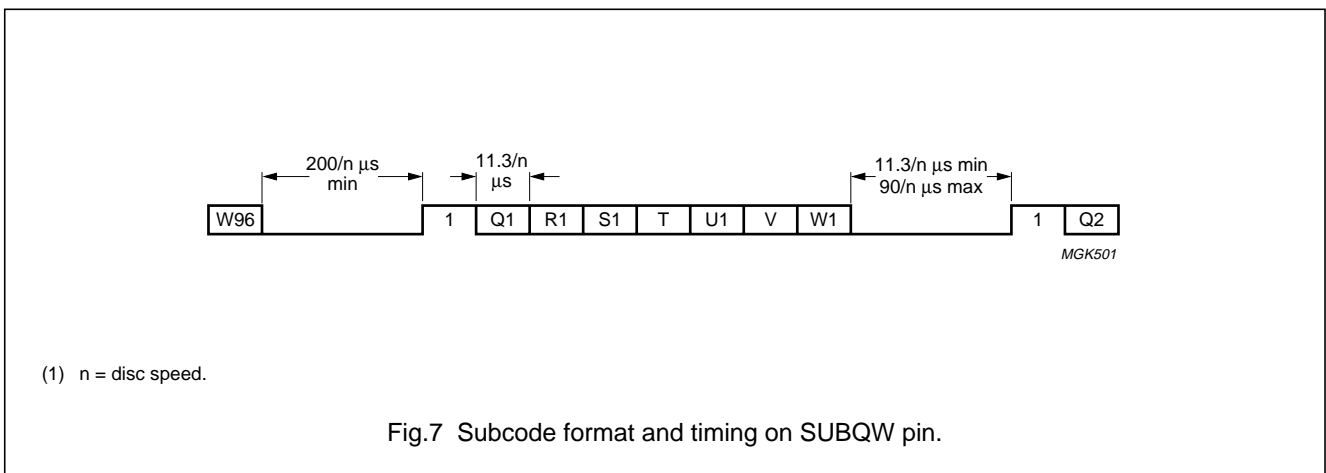 200/n μs
min
11.3/n
μs
11.3/n μs min
90/n μs max
W96
1
Q1
R1
S1
T
U1
V
W1
1
Q2
MGK501
(1) n = disc speed.
Fig.7 Subcode format and timing on SUBQW pin.